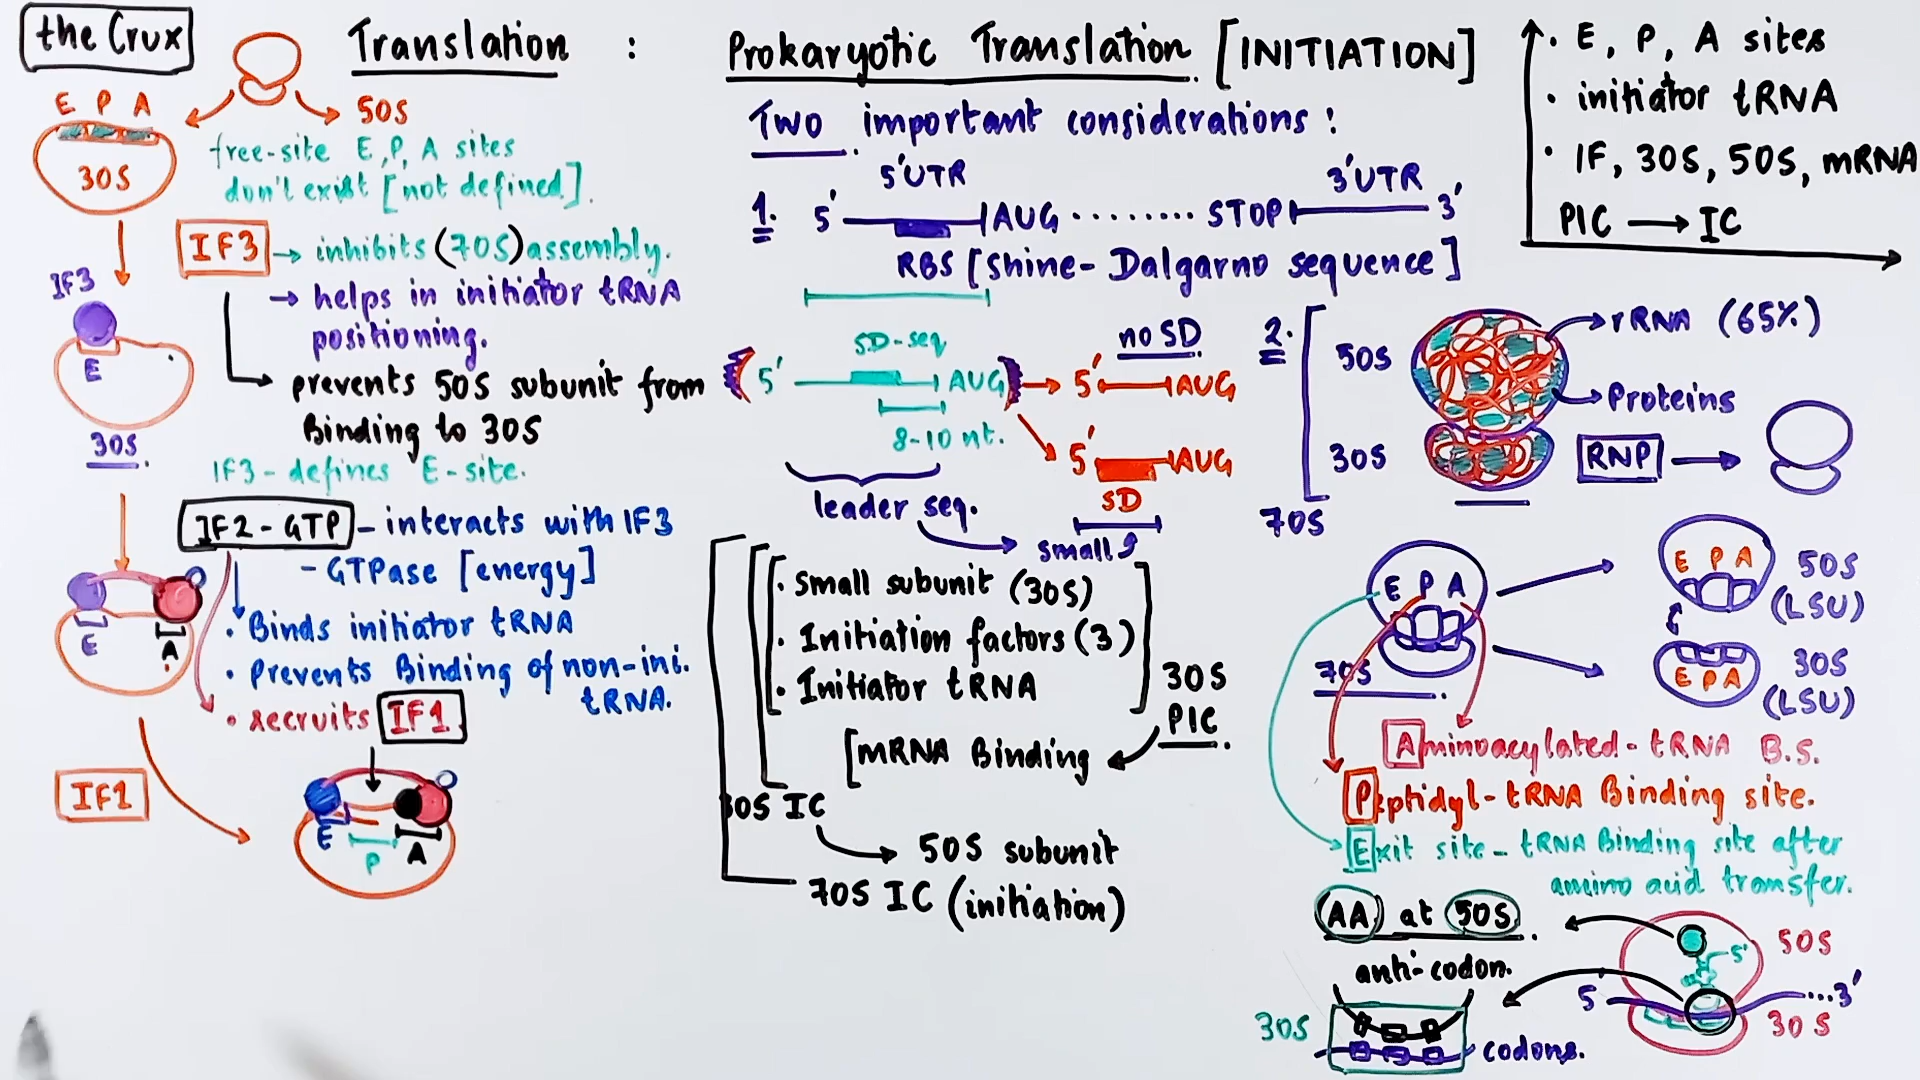 the Crux
Translation :
Prokaryotic Translation [INITIATION]
E P A
30S
50S
free-site E, P, A sites
don't exist [not defined].
IF3 → inhibits (70S) assembly.
→ helps in initiator tRNA
positioning.
prevents 50S subunit from
Binding to 30S
IF3
E
30S
IF3 - defines E-site.
IF2 - GTP - interacts with IF3
- GTPase [energy]
• Binds initiator tRNA
• Prevents Binding of non-ini.
tRNA.
• recruits IF1
E
A
IF1
E
P
A
Two important considerations :
1.
5'UTR
3'UTR
5' AUG ........ STOP 3'
RBS [Shine-Dalgarno sequence]
SD-seq
5' AUG
8-10 nt.
leader seq.
no SD
5' AUG
5' AUG
SD
small
• Small subunit (30S)
• Initiation factors (3)
• Initiator tRNA
30S
PIC
[mRNA Binding
30S IC
50S subunit
70S IC (initiation)
• E, P, A sites
• initiator tRNA
• IF, 30S, 50S, mRNA
PIC → IC
2.
50S
rRNA (65%)
Proteins
30S
RNP
70S
E P A
70S
E P A
50S
(LSU)
E P A
30S
(LSU)
Aminoacylated - tRNA B.S.
Peptidyl - tRNA Binding site.
Exit site - tRNA Binding site after
amino acid transfer.
AA at 50S.
anti-codon.
30S
codons.
50S
5'
5 ...3'
30S